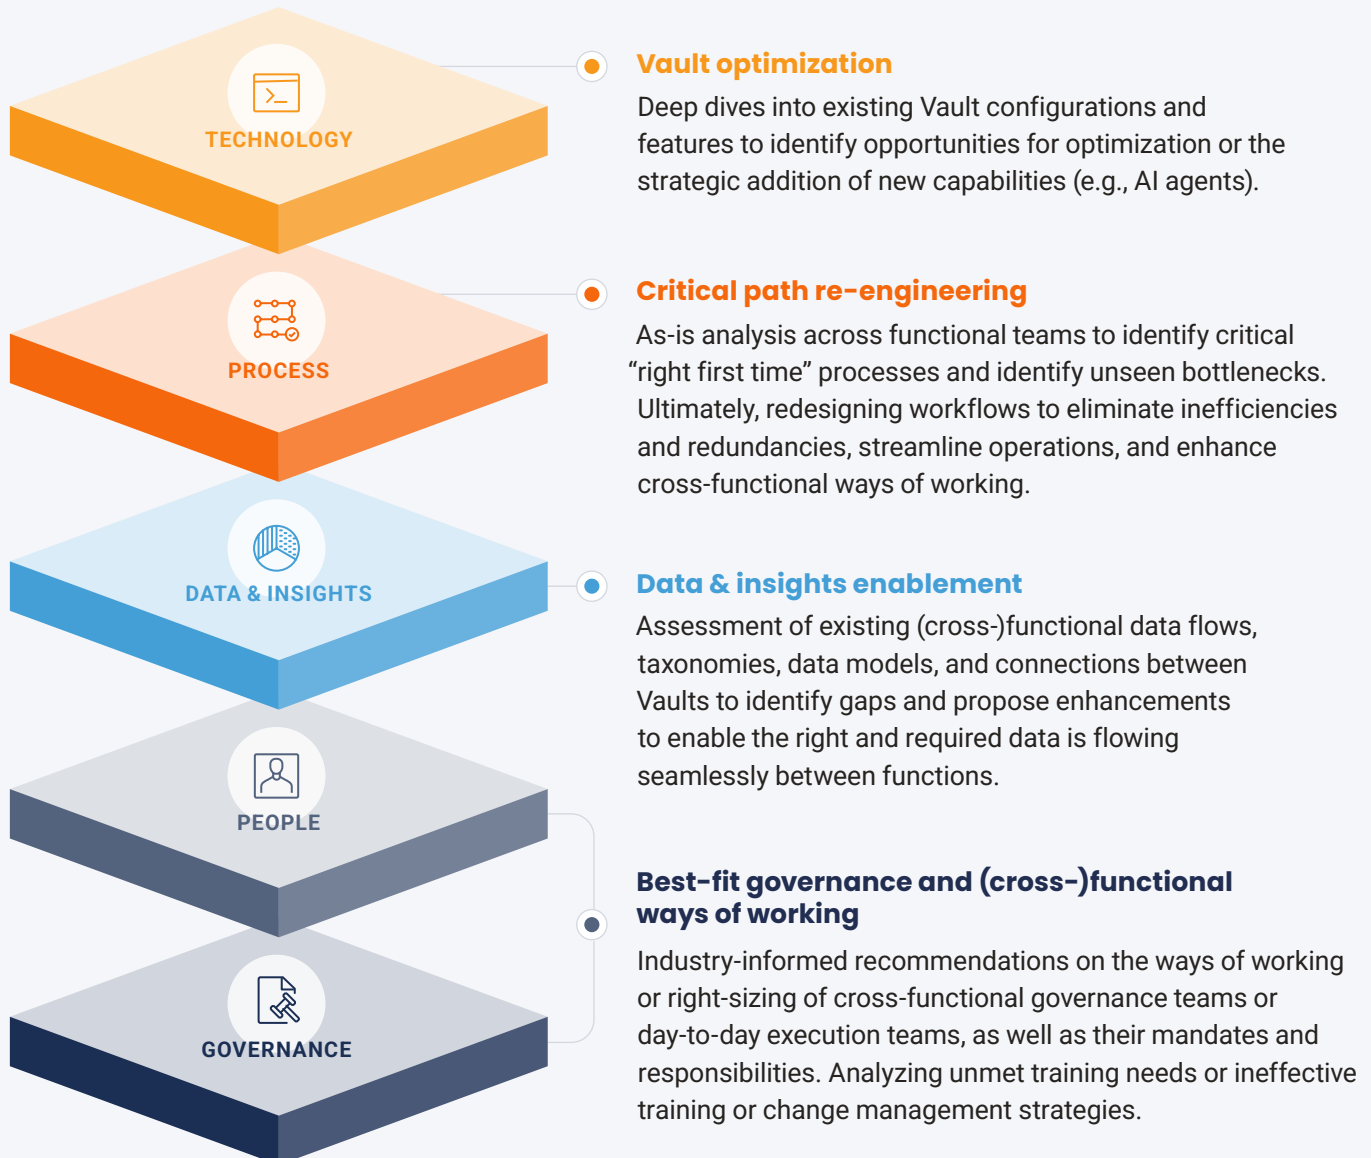 TECHNOLOGY
Vault optimization
Deep dives into existing Vault configurations and
features to identify opportunities for optimization or the
strategic addition of new capabilities (e.g., AI agents).
PROCESS
Critical path re-engineering
As-is analysis across functional teams to identify critical
“right first time” processes and identify unseen bottlenecks.
Ultimately, redesigning workflows to eliminate inefficiencies
and redundancies, streamline operations, and enhance
cross-functional ways of working.
DATA & INSIGHTS
Data & insights enablement
Assessment of existing (cross-)functional data flows,
taxonomies, data models, and connections between
Vaults to identify gaps and propose enhancements
to enable the right and required data is flowing
seamlessly between functions.
PEOPLE
GOVERNANCE
Best-fit governance and (cross-)functional
ways of working
Industry-informed recommendations on the ways of working
or right-sizing of cross-functional governance teams or
day-to-day execution teams, as well as their mandates and
responsibilities. Analyzing unmet training needs or ineffective
training or change management strategies.